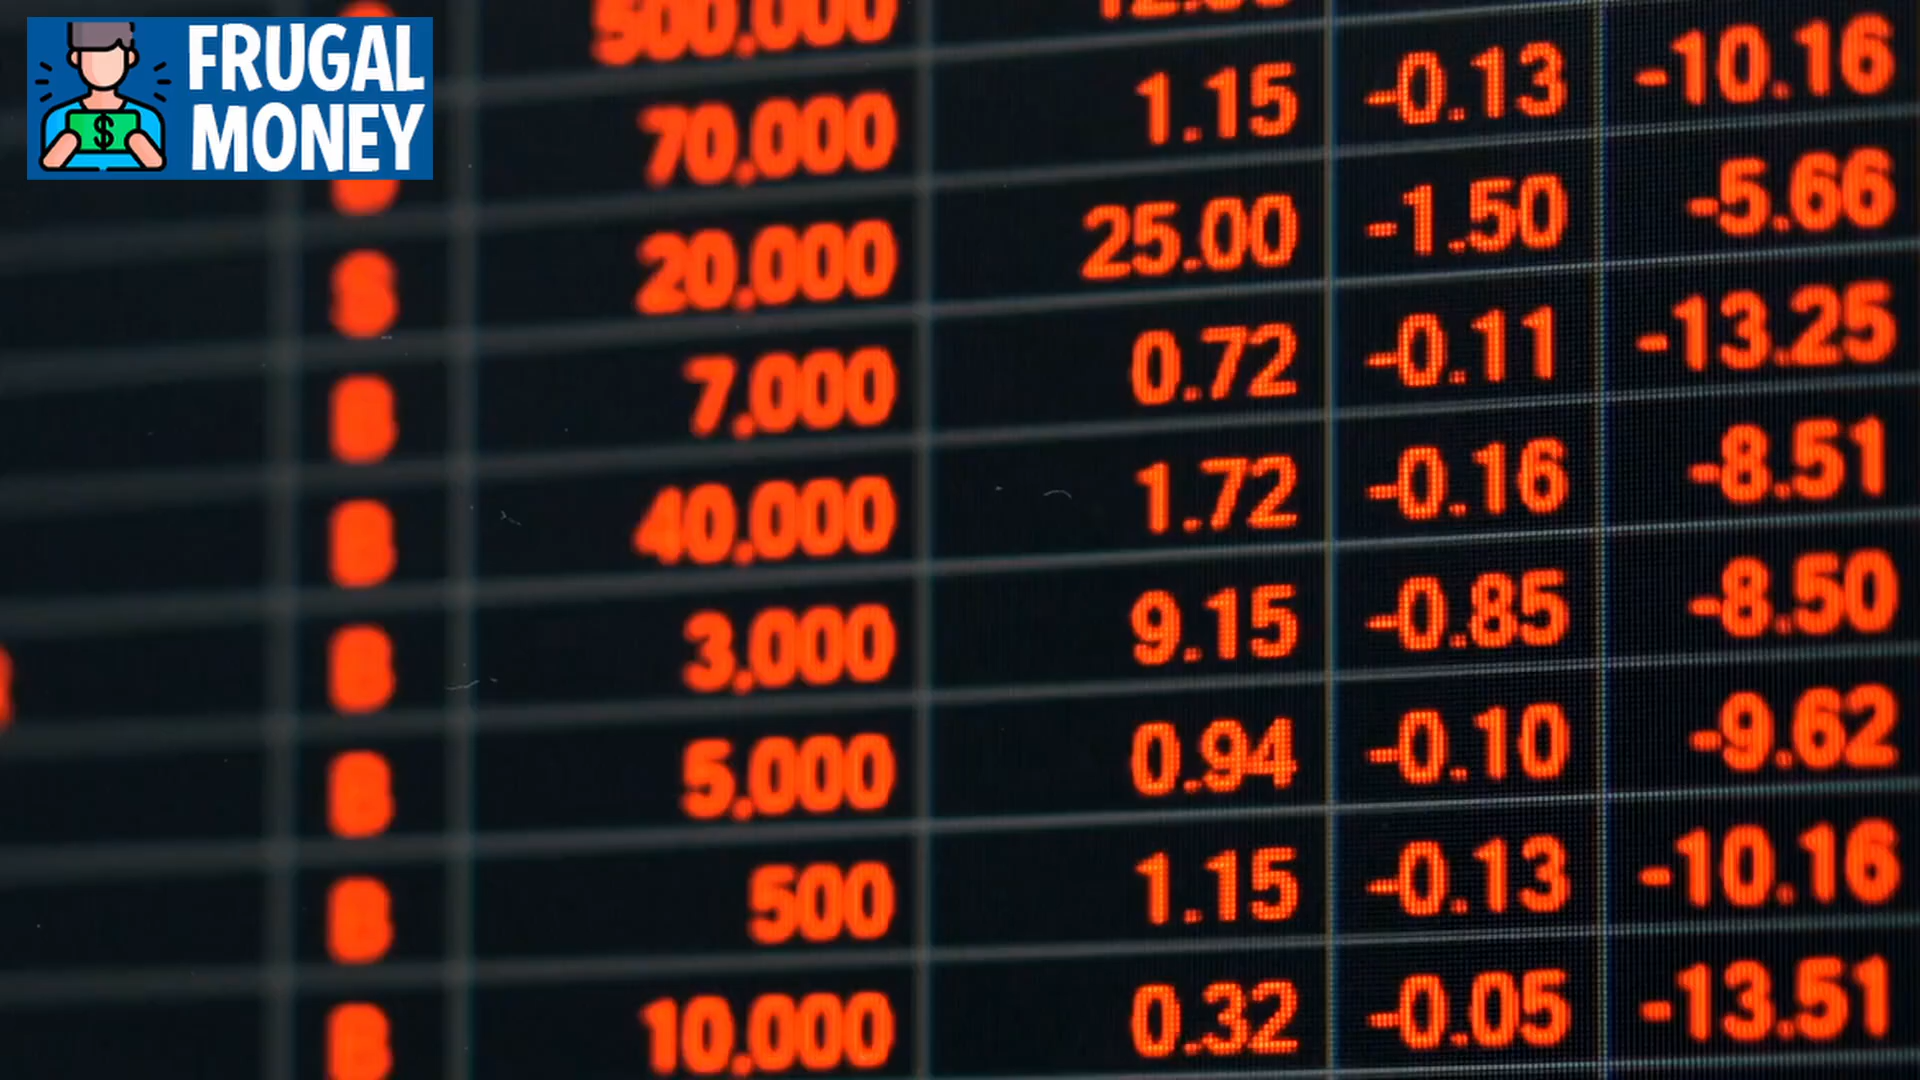 FRUGAL
MONEY
$
500,000
70,000 1.15 -0.13 -10.16
S 20,000 25.00 -1.50 -5.66
B 7,000 0.72 -0.11 -13.25
B 40,000 1.72 -0.16 -8.51
B 3,000 9.15 -0.85 -8.50
B 5,000 0.94 -0.10 -9.62
B 500 1.15 -0.13 -10.16
B 10,000 0.32 -0.05 -13.51